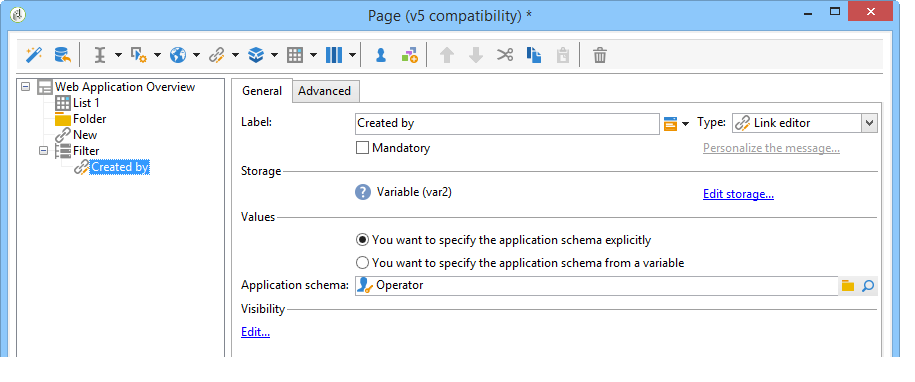 Page (v5 compatibility) *
Web Application Overview
List 1
Folder
New
Filter
Created by
General
Advanced
Label:
Created by
Type:
Link editor
Mandatory
Personalize the message...
Storage
Variable (var2)
Edit storage...
Values
You want to specify the application schema explicitly
You want to specify the application schema from a variable
Application schema:
Operator
Visibility
Edit...